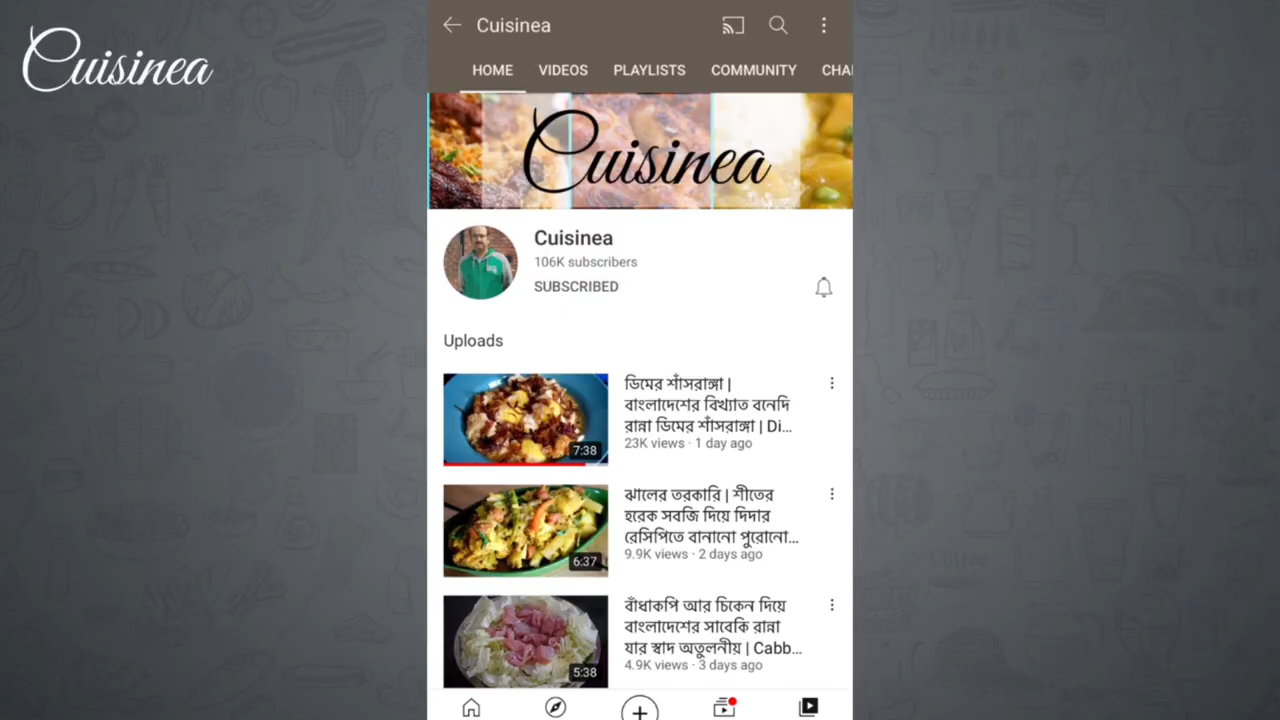 Cuisinea
Cuisinea
HOME VIDEOS PLAYLISTS COMMUNITY CHA
Cuisinea
Cuisinea
106K subscribers
SUBSCRIBED
Uploads
ডিমের শাঁসরাঙ্গা |
বাংলাদেশের বিখ্যাত বনেদি
রান্না ডিমের শাঁসরাঙ্গা | Di...
23K views · 1 day ago
7:38
ঝালের তরকারি | শীতের
হরেক সবজি দিয়ে দিদার
রেসিপিতে বানানো পুরোনো...
9.9K views · 2 days ago
6:37
বাঁধাকপি আর চিকেন দিয়ে
বাংলাদেশের সাবেকি রান্না
যার স্বাদ অতুলনীয় | Cabb...
4.9K views · 3 days ago
5:38